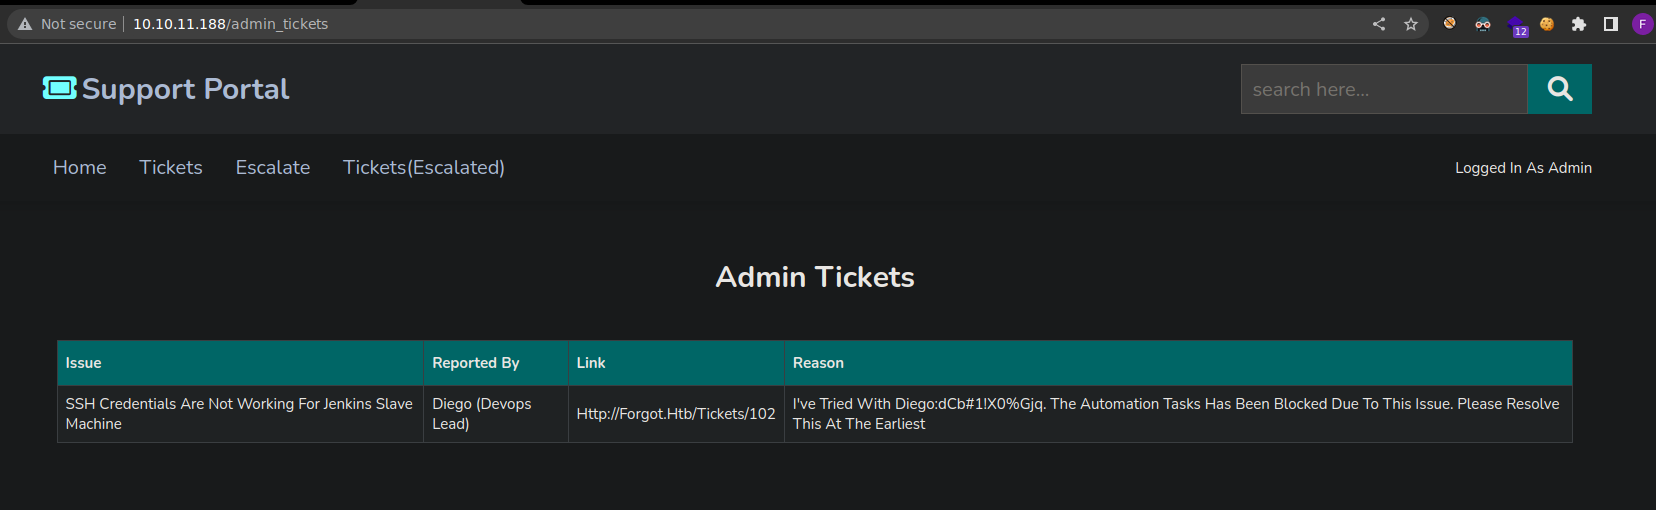 Not secure 10.10.11.188/admin_tickets
12
F
Support Portal
search here...
Home Tickets Escalate Tickets(Escalated) Logged In As Admin
Admin Tickets
Issue Reported By Link Reason
SSH Credentials Are Not Working For Jenkins Slave
Machine
Diego (Devops
Lead)
Http://Forgot.Htb/Tickets/102
I've Tried With Diego:dCb#1!X0%Gjq. The Automation Tasks Has Been Blocked Due To This Issue. Please Resolve
This At The Earliest